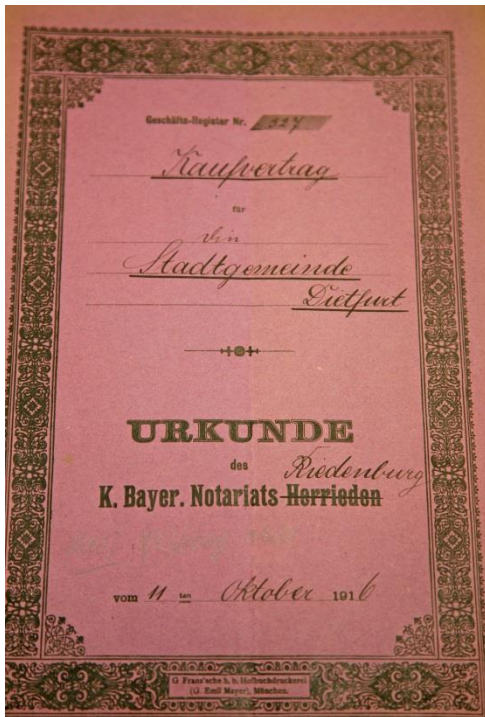 Geschäfts-Register Nr. 327
Kaufvertrag
für
die
Stadtgemeinde
Dietfurt
URKUNDE
des
Riedenburg
K. Bayer. Notariats Herrieden
vom 11 ten Oktober 1916
G Franz'sche k. b. Hofbuchdruckerei
(G. Emil Mayer), München.